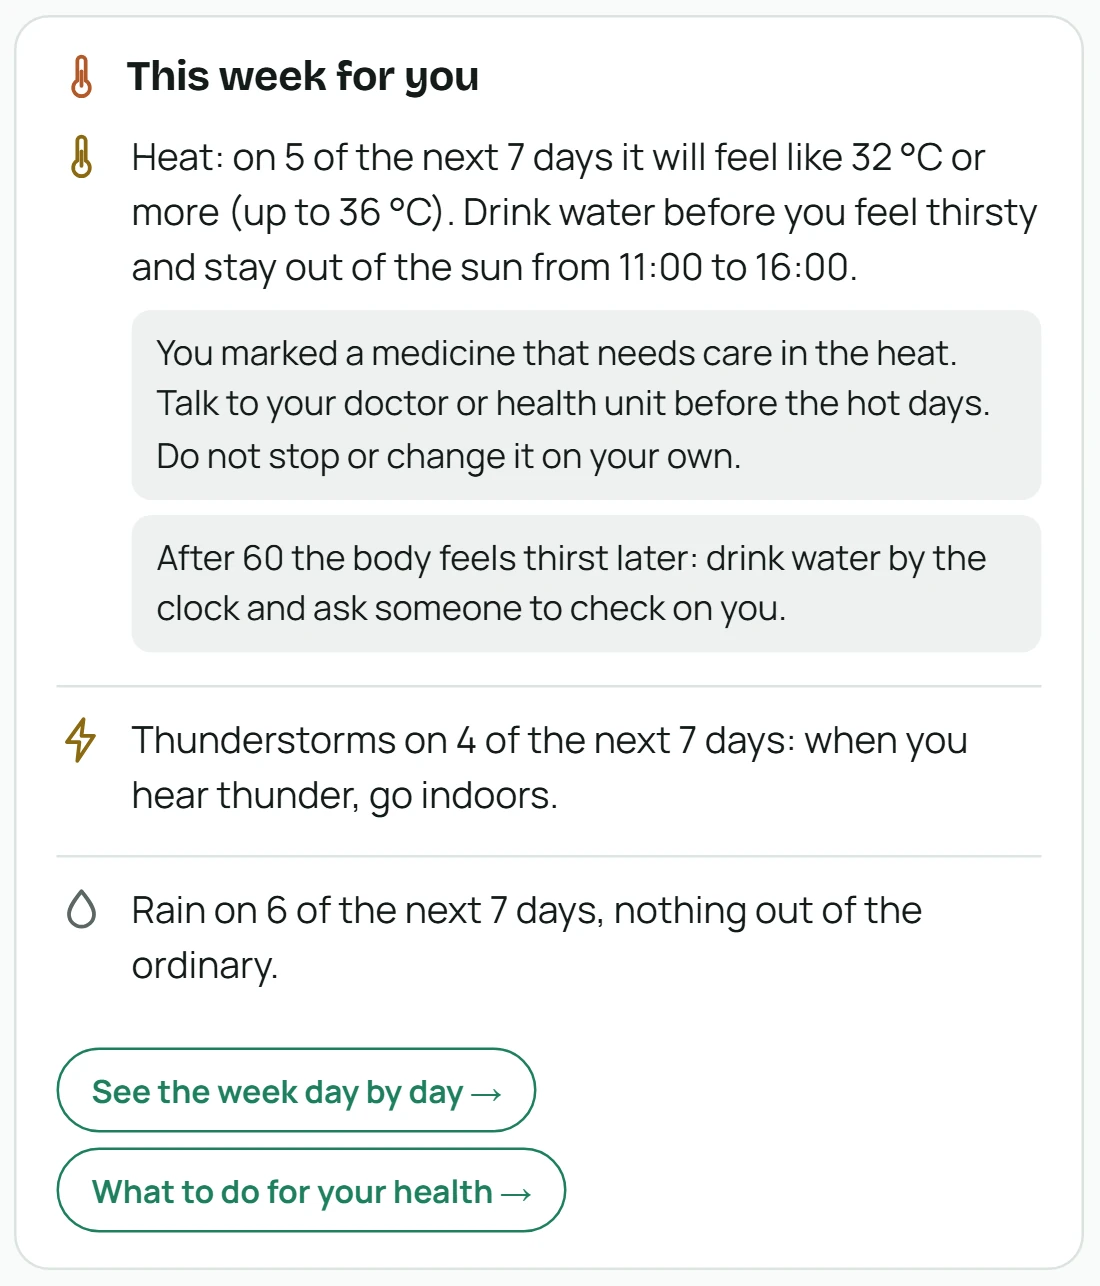 This week for you
Heat: on 5 of the next 7 days it will feel like 32 °C or
more (up to 36 °C). Drink water before you feel thirsty
and stay out of the sun from 11:00 to 16:00.
You marked a medicine that needs care in the heat.
Talk to your doctor or health unit before the hot days.
Do not stop or change it on your own.
After 60 the body feels thirst later: drink water by the
clock and ask someone to check on you.
Thunderstorms on 4 of the next 7 days: when you
hear thunder, go indoors.
Rain on 6 of the next 7 days, nothing out of the
ordinary.
See the week day by day →
What to do for your health →